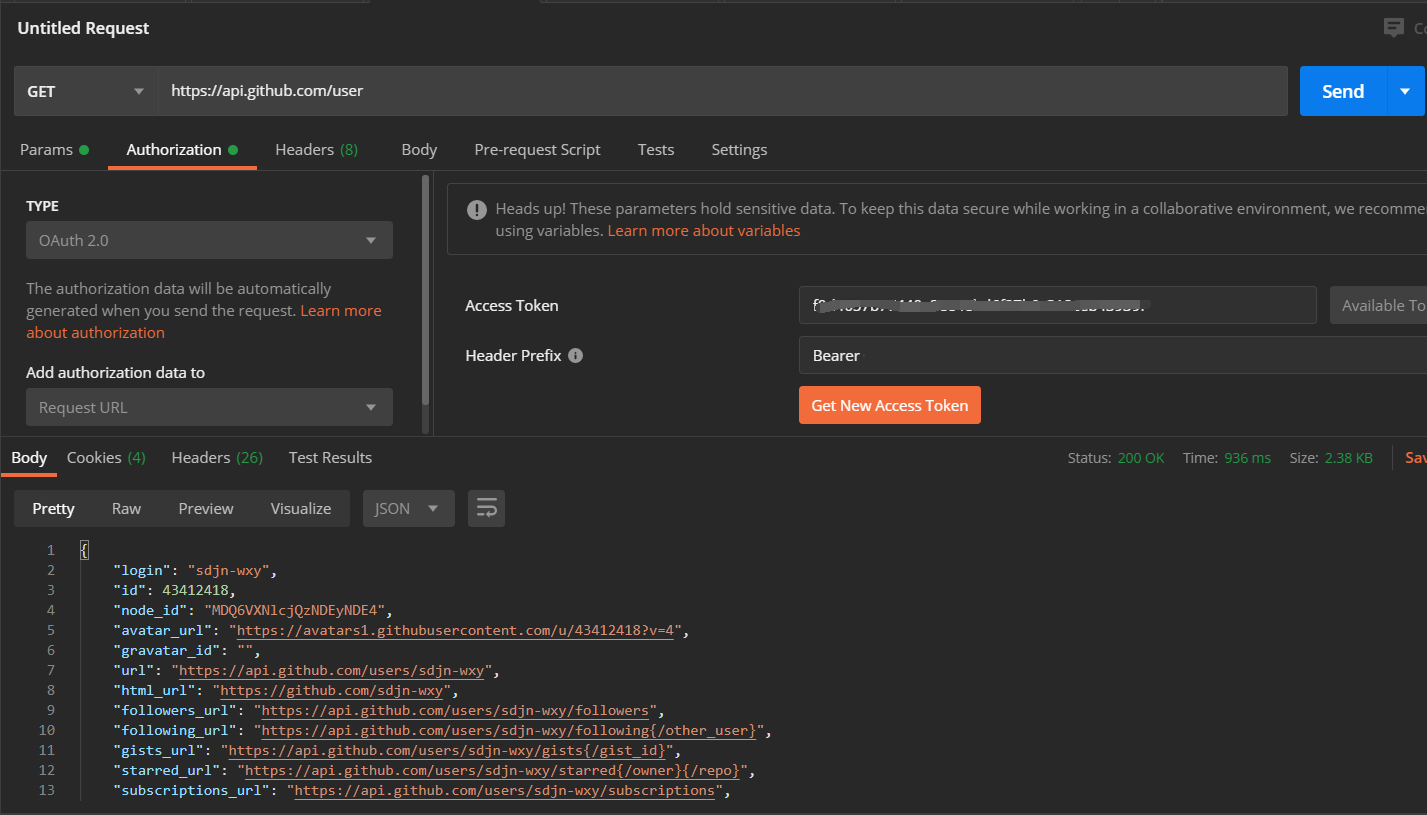 Untitled Request
GET https://api.github.com/user Send
Params Authorization Headers (8) Body Pre-request Script Tests Settings
TYPE
OAuth 2.0
The authorization data will be automatically
generated when you send the request. Learn more
about authorization
Add authorization data to
Request URL
Heads up! These parameters hold sensitive data. To keep this data secure while working in a collaborative environment, we recomme
using variables. Learn more about variables
Access Token Available To
Header Prefix Bearer
Get New Access Token
Body Cookies (4) Headers (26) Test Results Status: 200 OK Time: 936 ms Size: 2.38 KB Sav
Pretty Raw Preview Visualize JSON
1 {
2 "login": "sdjn-wxy",
3 "id": 43412418,
4 "node_id": "MDQ6VXNlcjQzNDEyNDE4",
5 "avatar_url": "https://avatars1.githubusercontent.com/u/43412418?v=4",
6 "gravatar_id": "",
7 "url": "https://api.github.com/users/sdjn-wxy",
8 "html_url": "https://github.com/sdjn-wxy",
9 "followers_url": "https://api.github.com/users/sdjn-wxy/followers",
10 "following_url": "https://api.github.com/users/sdjn-wxy/following{/other_user}",
11 "gists_url": "https://api.github.com/users/sdjn-wxy/gists{/gist_id}",
12 "starred_url": "https://api.github.com/users/sdjn-wxy/starred{/owner}{/repo}",
13 "subscriptions_url": "https://api.github.com/users/sdjn-wxy/subscriptions",